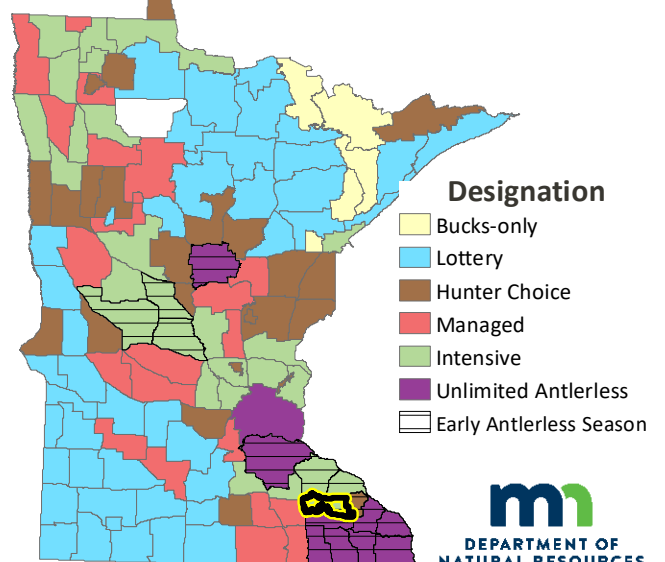 Designation
Bucks-only
Lottery
Hunter Choice
Managed
Intensive
Unlimited Antlerless
Early Antlerless Season
mn
DEPARTMENT OF
NATURAL RESOURCES